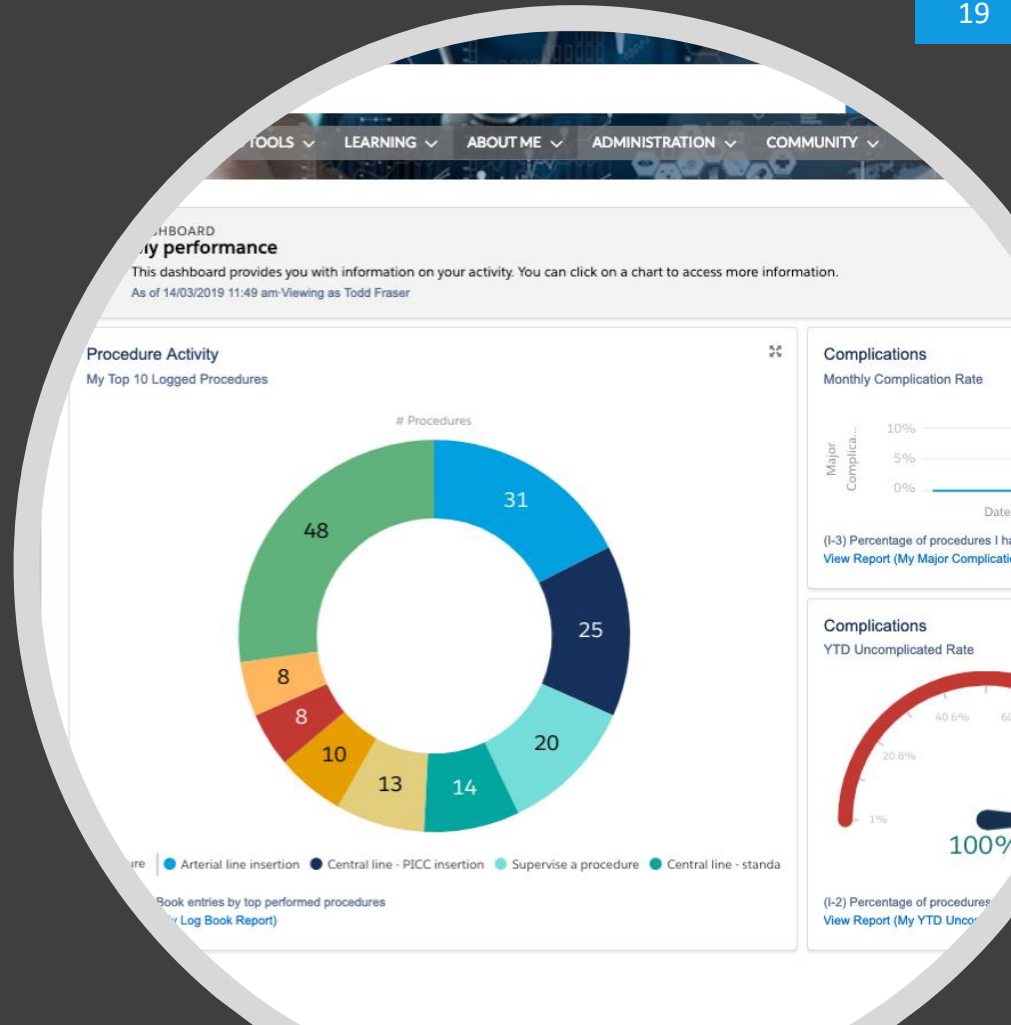 19
TOOLS LEARNING ABOUT ME ADMINISTRATION COMMUNITY
performance
This dashboard provides you with information on your activity. You can click on a chart to access more information.
As of 14/03/2019 11:49 am·Viewing as Todd Fraser
Procedure Activity
My Top 10 Logged Procedures
# Procedures
31
48
25
8
8
20
10
13
14
Arterial line insertion Central line - PICC insertion Supervise a procedure Central line -
Book entries by top performed procedures
Log Book Report)
Complications
Monthly Complication Rate
Major
10%
5%
0%
Date
(I-3) Percentage of procedures I
View Report (My Major
Complications
YTD Uncomplicated Rate
40.6%
20.8%
1%
100%
(I-2) Percentage of procedures
View Report (My YTD